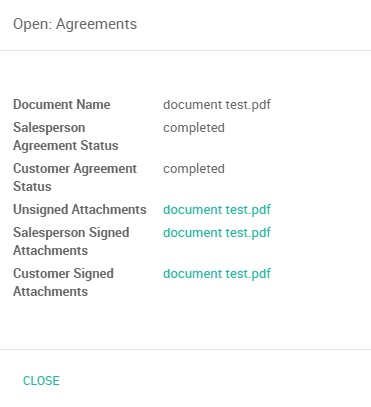 Open: Agreements
Document Name document test.pdf
Salesperson completed
Agreement Status
Customer Agreement completed
Status
Unsigned Attachments document test.pdf
Salesperson Signed document test.pdf
Attachments
Customer Signed document test.pdf
Attachments
CLOSE